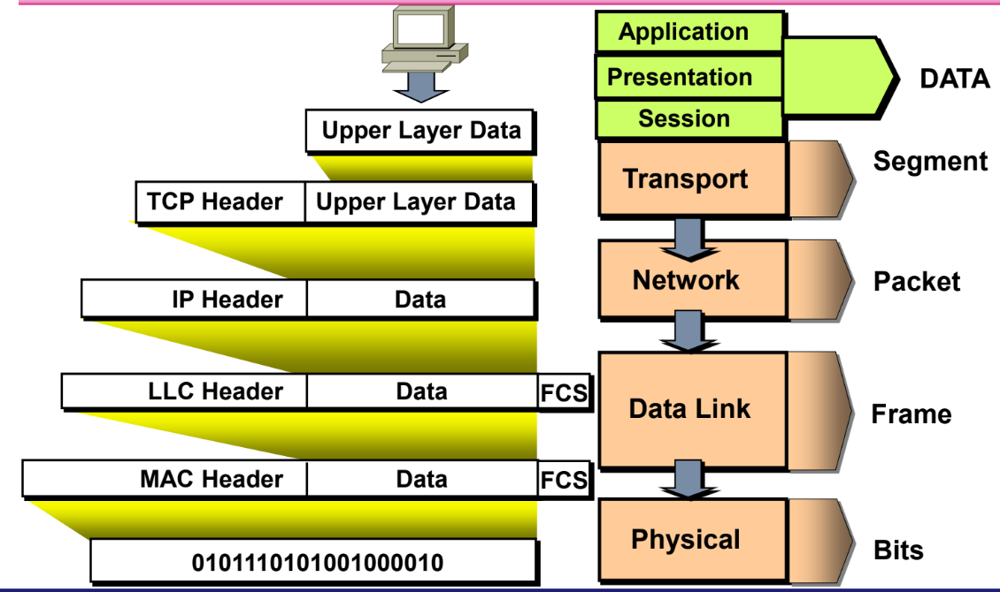 Upper Layer Data
TCP Header Upper Layer Data
IP Header Data
LLC Header Data FCS
MAC Header Data FCS
0101110101001000010
Application
Presentation
Session
DATA
Transport
Segment
Network
Packet
Data Link
Frame
Physical
Bits